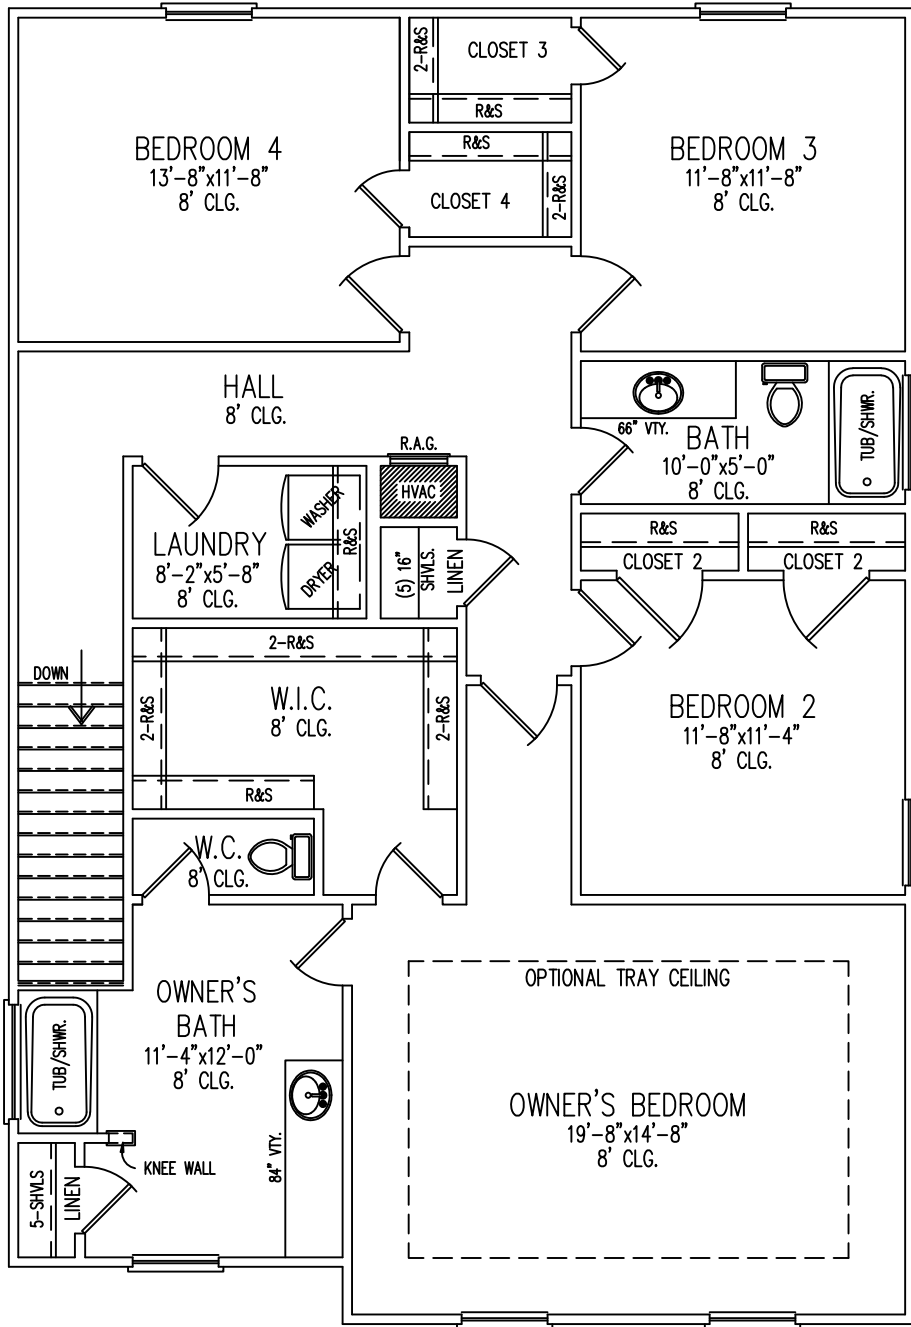 2-R&S
CLOSET 3
R&S
BEDROOM 4
13'-8"x11'-8"
8' CLG.
R&S
CLOSET 4
2-R&S
BEDROOM 3
11'-8"x11'-8"
8' CLG.
HALL
8' CLG.
R.A.G.
HVAC
66" VTY.
BATH
10'-0"x5'-0"
8' CLG.
TUB/SHWR.
LAUNDRY
8'-2"x5'-8"
8' CLG.
WASHER
DRYER
R&S
(5) 16"
SHVLS.
LINEN
R&S
CLOSET 2
R&S
CLOSET 2
DOWN
2-R&S
2-R&S
W.I.C.
8' CLG.
2-R&S
R&S
BEDROOM 2
11'-8"x11'-4"
8' CLG.
W.C.
8' CLG.
OWNER'S
BATH
11'-4"x12'-0"
8' CLG.
TUB/SHWR.
84" VTY.
KNEE WALL
5-SHVLS
LINEN
OPTIONAL TRAY CEILING
OWNER'S BEDROOM
19'-8"x14'-8"
8' CLG.